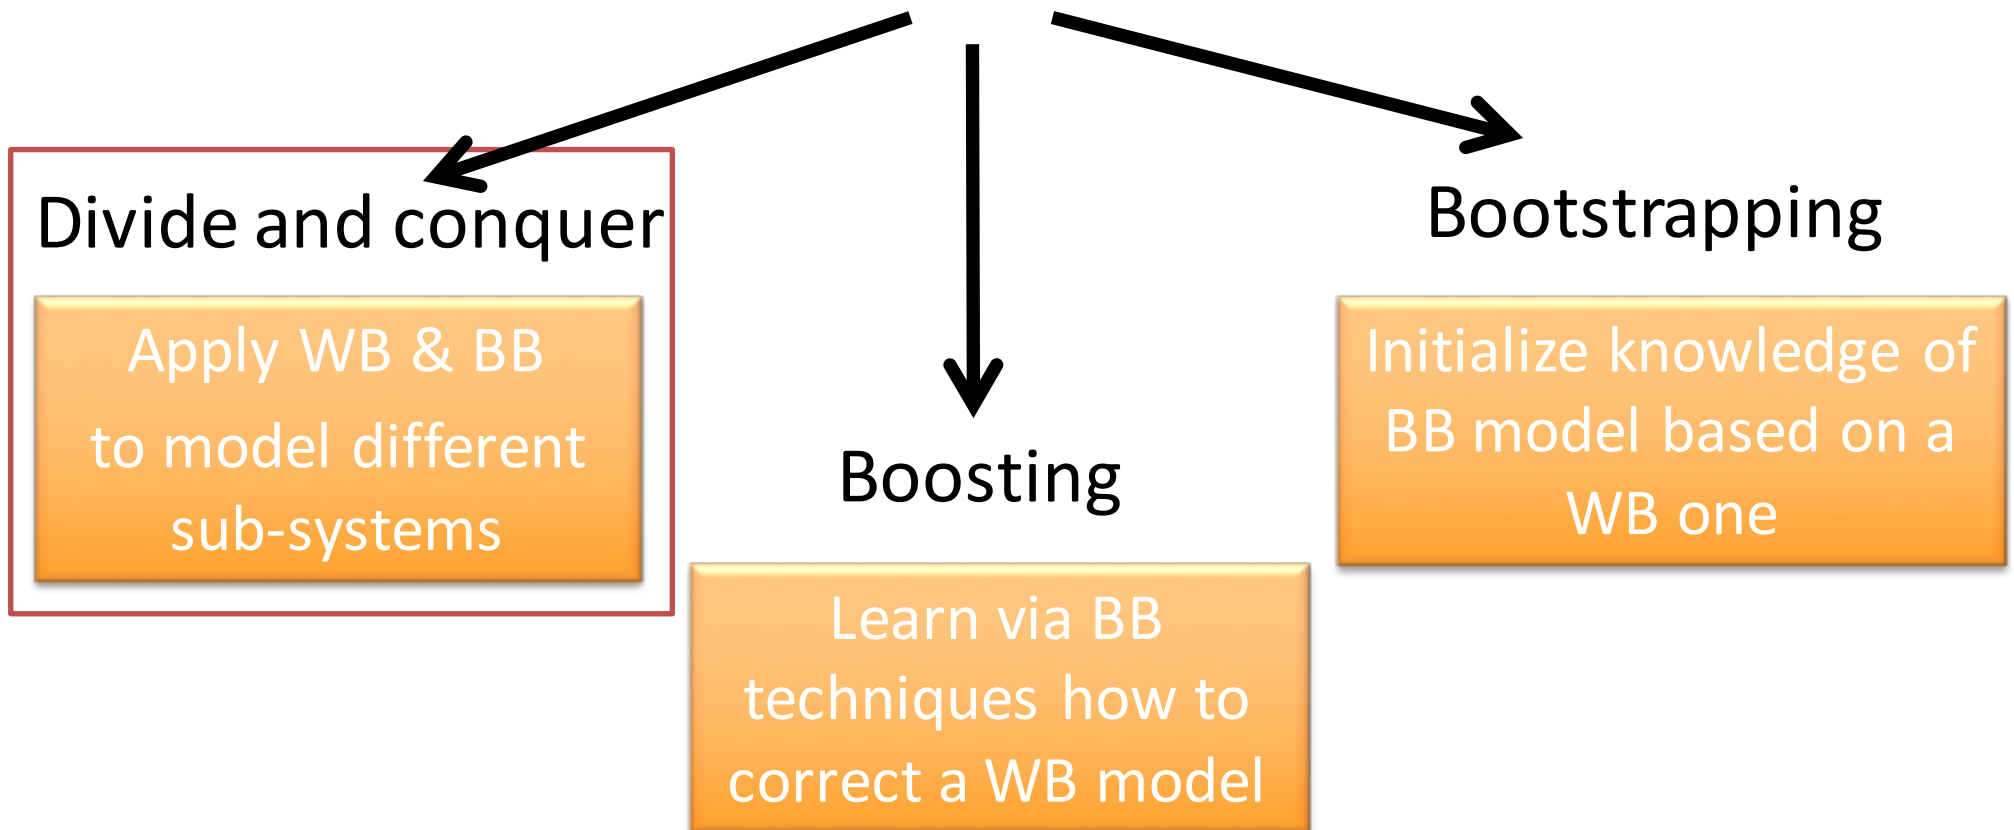 Divide and conquer
Apply WB & BB
to model different
sub-systems
Boosting
Learn via BB
techniques how to
correct a WB model
Bootstrapping
Initialize knowledge of
BB model based on a
WB one